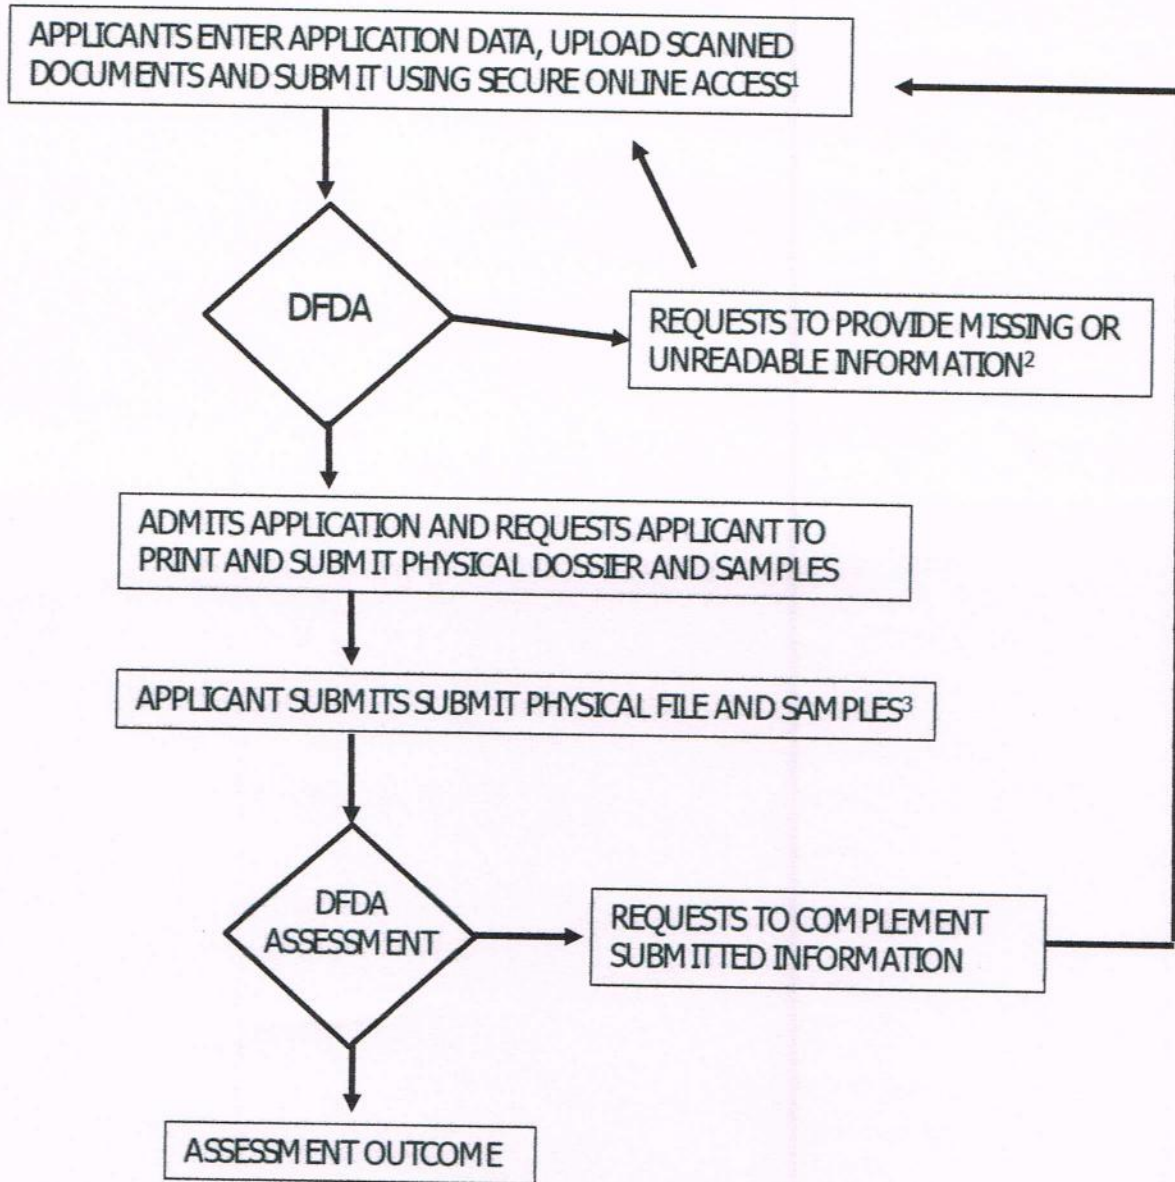 APPLICANTS ENTER APPLICATION DATA, UPLOAD SCANNED
DOCUMENTS AND SUBMIT USING SECURE ONLINE ACCESS¹
DFDA
REQUESTS TO PROVIDE MISSING OR
UNREADABLE INFORMATION²
ADMITS APPLICATION AND REQUESTS APPLICANT TO
PRINT AND SUBMIT PHYSICAL DOSSIER AND SAMPLES
APPLICANT SUBMITS SUBMIT PHYSICAL FILE AND SAMPLES³
DFDA
ASSESSMENT
REQUESTS TO COMPLEMENT
SUBMITTED INFORMATION
ASSESSMENT OUTCOME